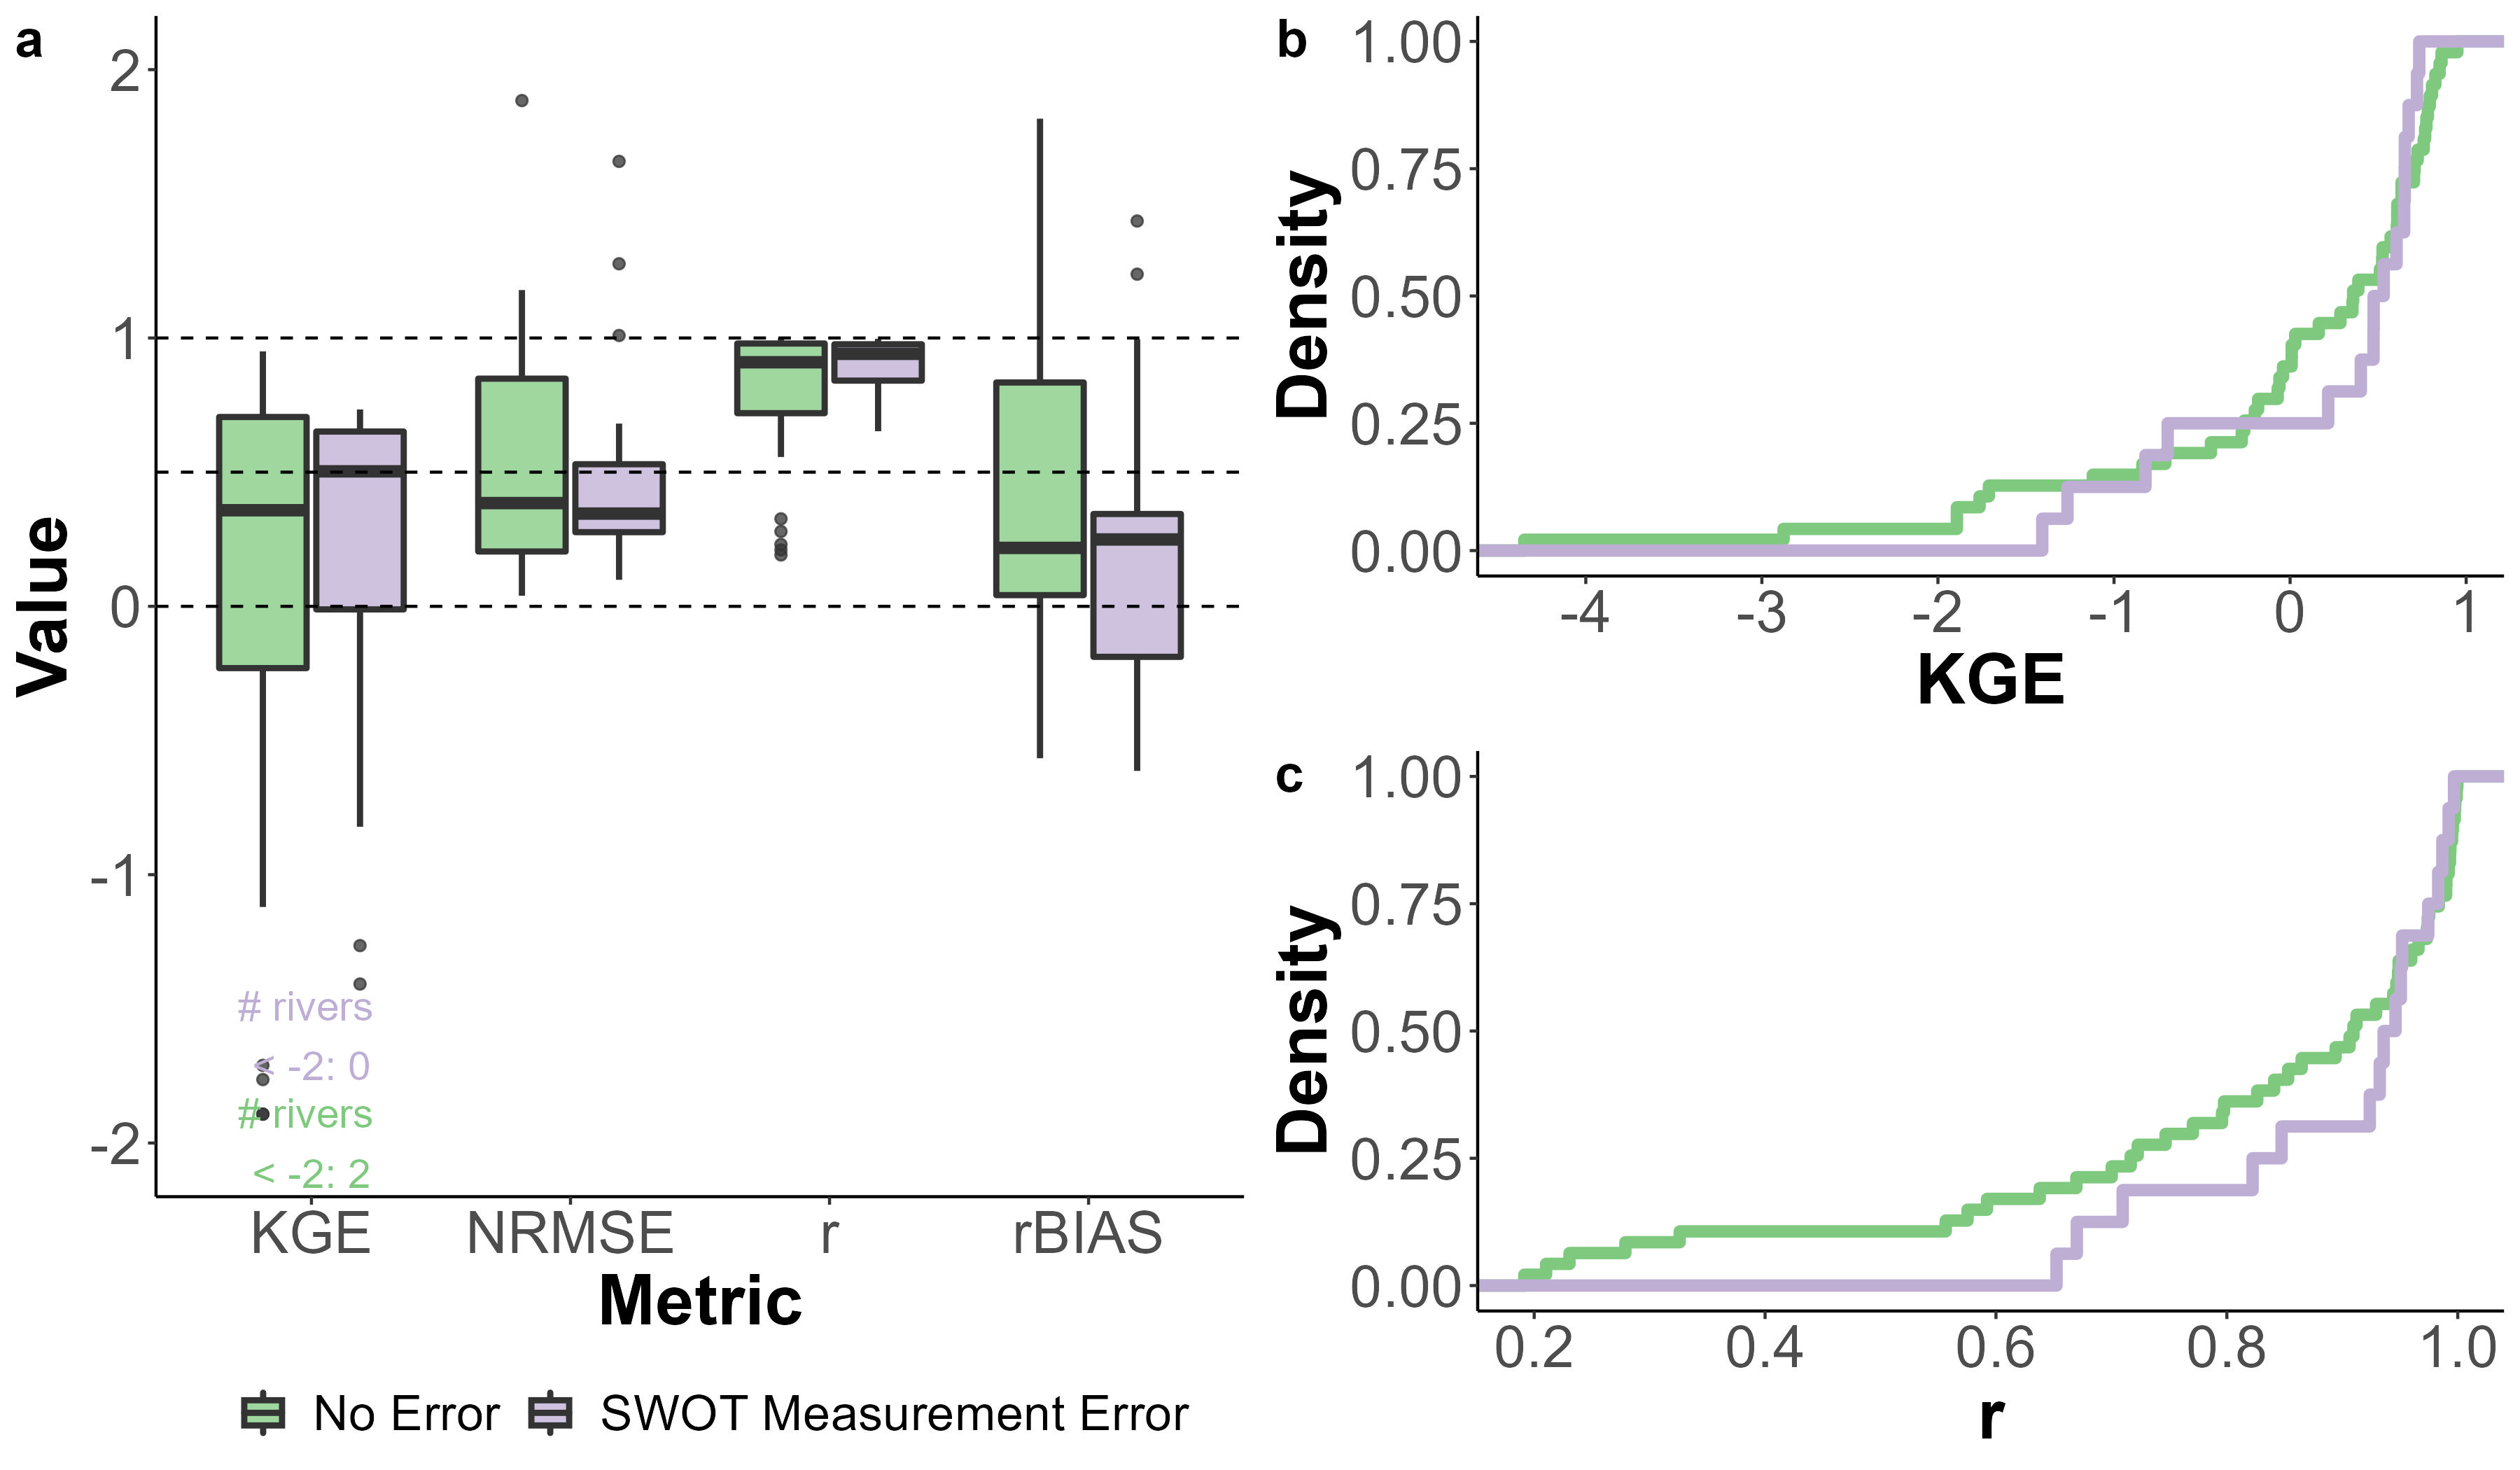 a
2
1
0
-1
-2
Value
# rivers
< -2: 0
# rivers
< -2: 2
KGE
NRMSE
r
rBIAS
Metric
No Error
SWOT Measurement Error
b
1.00
0.75
0.50
0.25
0.00
Density
-4
-3
-2
-1
0
1
KGE
c
1.00
0.75
0.50
0.25
0.00
Density
0.2
0.4
0.6
0.8
1.0
r